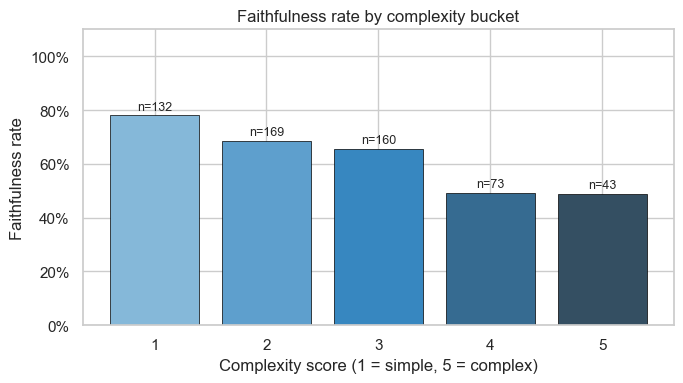 Faithfulness rate by complexity bucket
Faithfulness rate
100%
80%
60%
40%
20%
0%
n=132
n=169
n=160
n=73
n=43
1 2 3 4 5
Complexity score (1 = simple, 5 = complex)